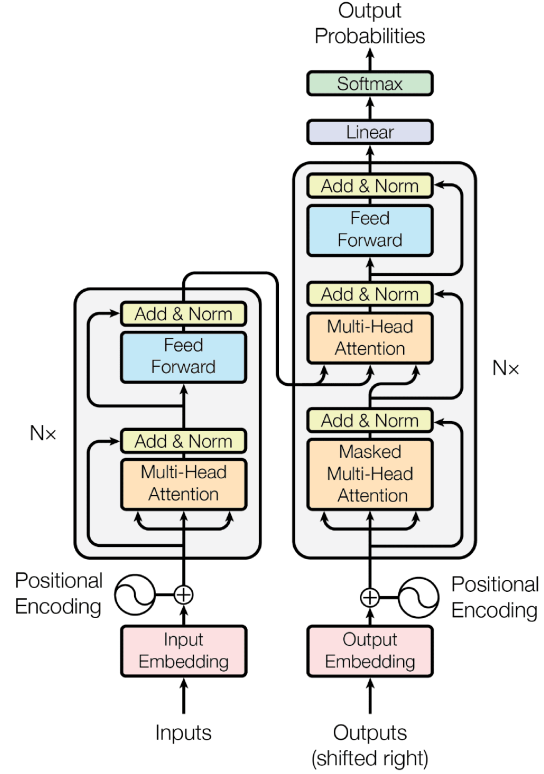 Output
Probabilities
Softmax
Linear
Add & Norm
Feed
Forward
Add & Norm
Multi-Head
Attention
Add & Norm
Masked
Multi-Head
Attention
N×
Add & Norm
Feed
Forward
Add & Norm
Multi-Head
Attention
N×
Positional
Encoding
Positional
Encoding
Input
Embedding
Output
Embedding
Inputs
Outputs
(shifted right)